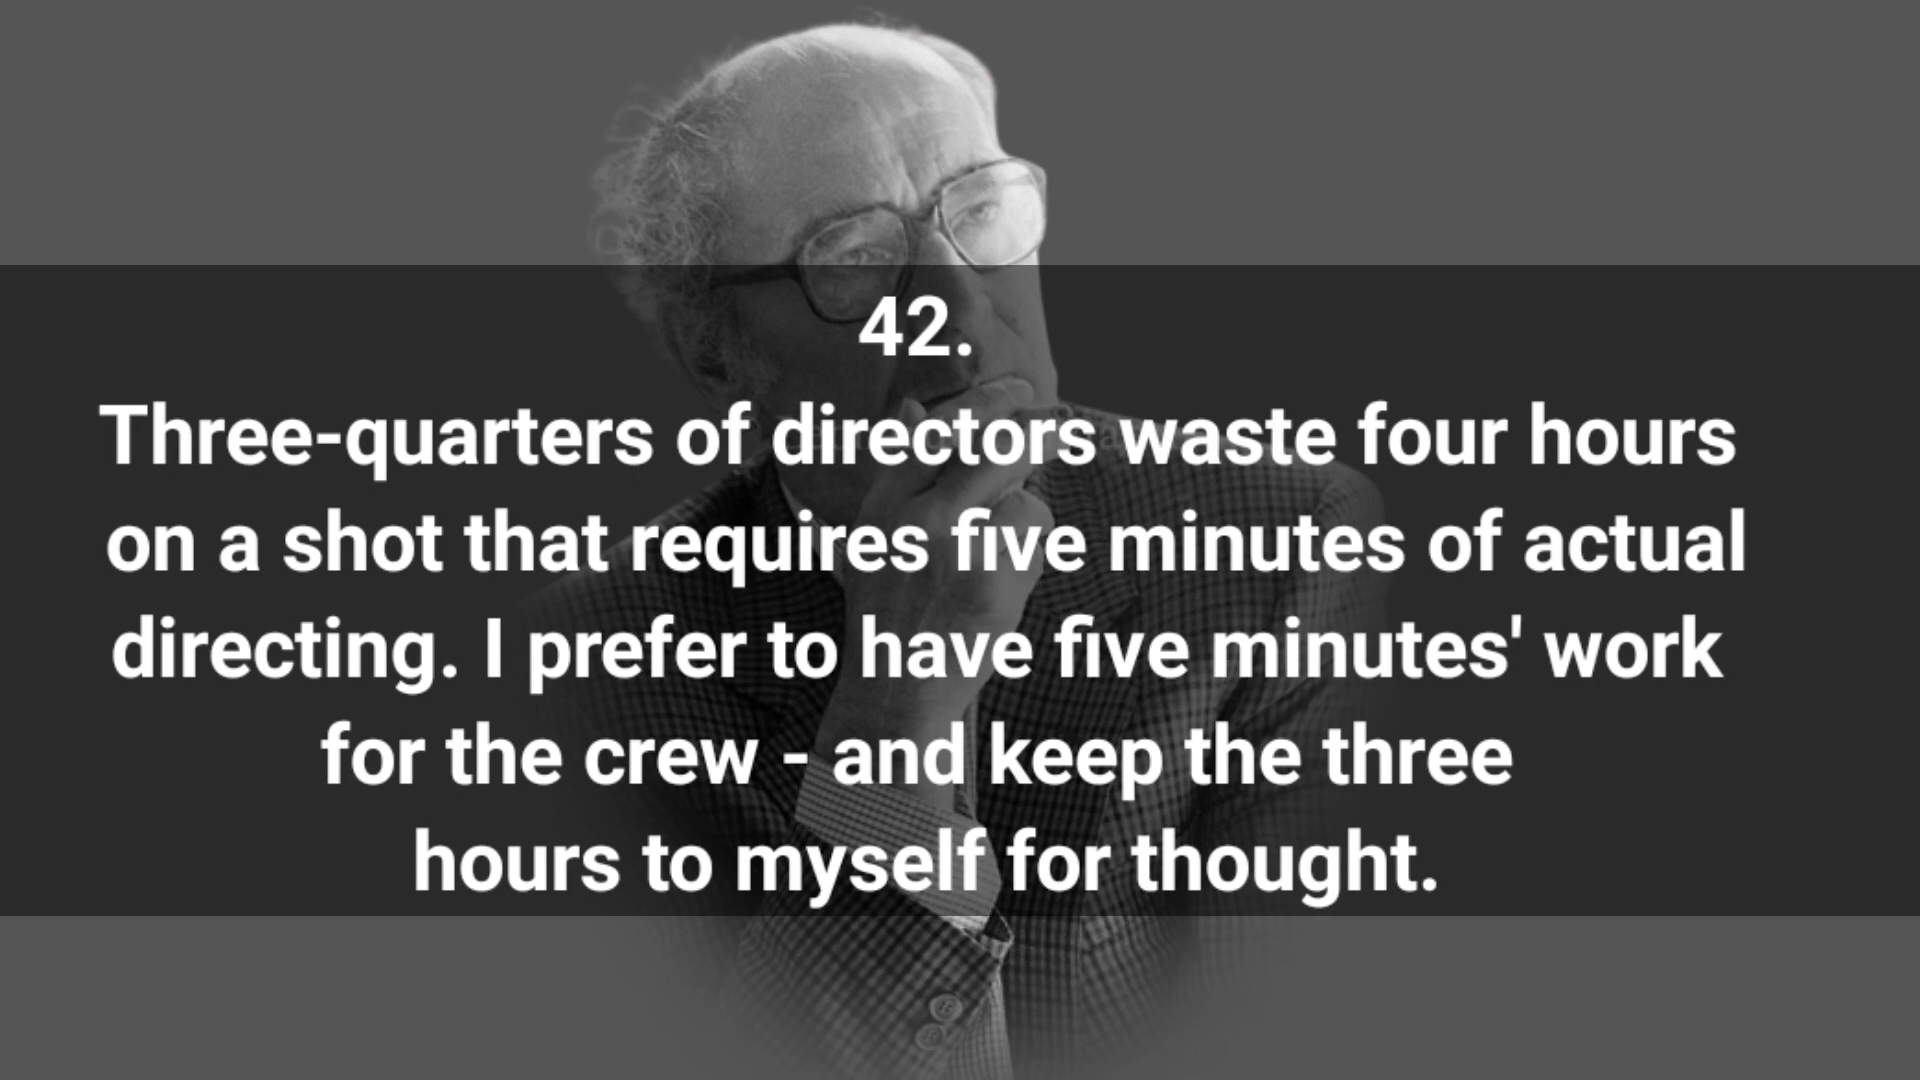 42.
Three-quarters of directors waste four hours
on a shot that requires five minutes of actual
directing. I prefer to have five minutes' work
for the crew - and keep the three
hours to myself for thought.